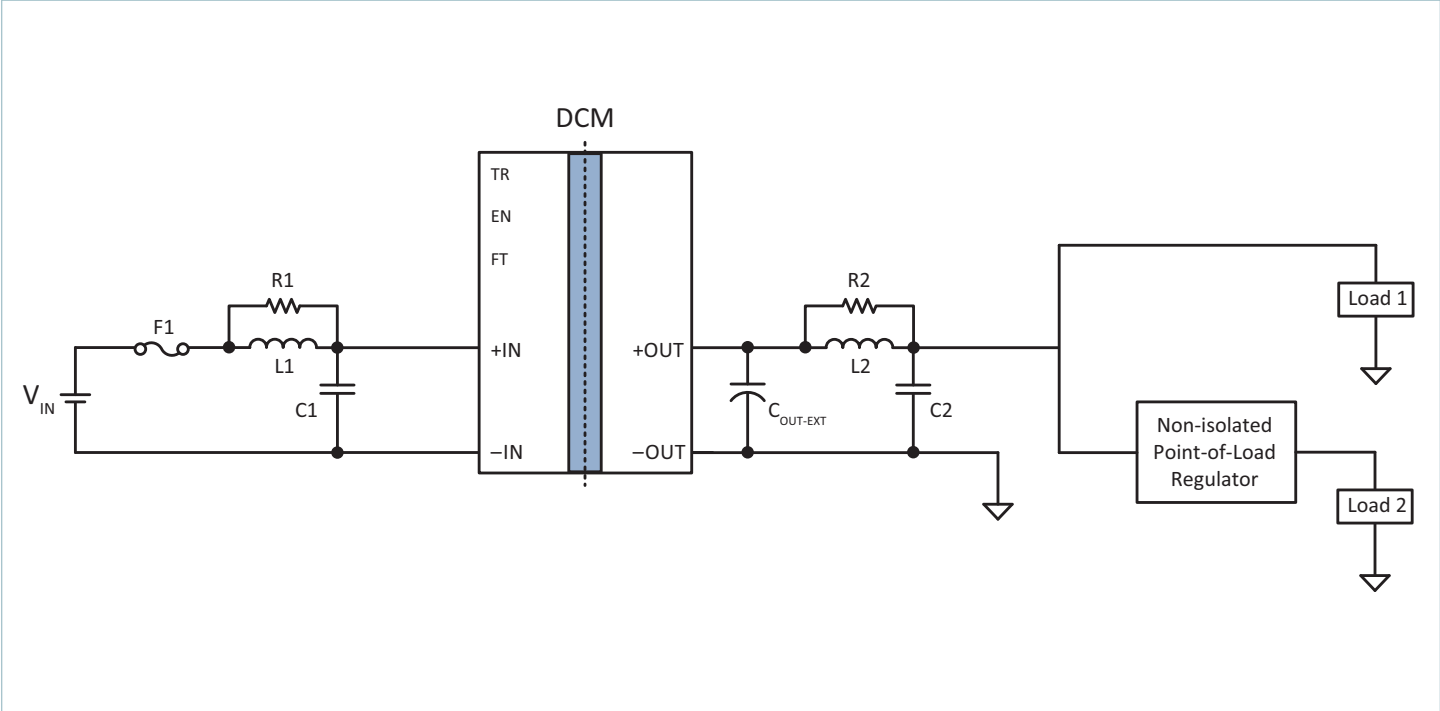 DCM
TR
EN
FT
R1
F1
L1
+IN
V IN
C1
–IN
+OUT
R2
L2
C OUT-EXT
C2
–OUT
Load 1
Non-isolated
Point-of-Load
Regulator
Load 2